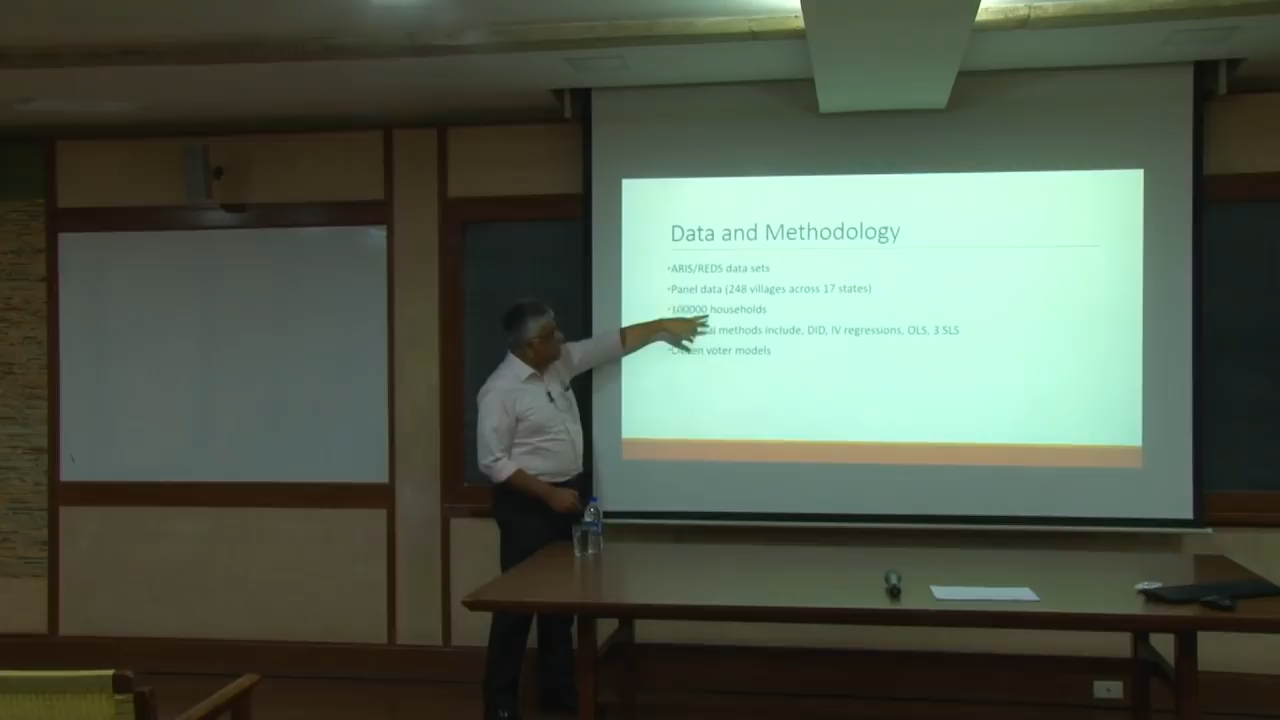 Data and Methodology
•ARIS/REDS data sets
•Panel data (248 villages across 17 states)
•100000 households
methods include, DID, IV regressions, OLS, 3 SLS
voter models